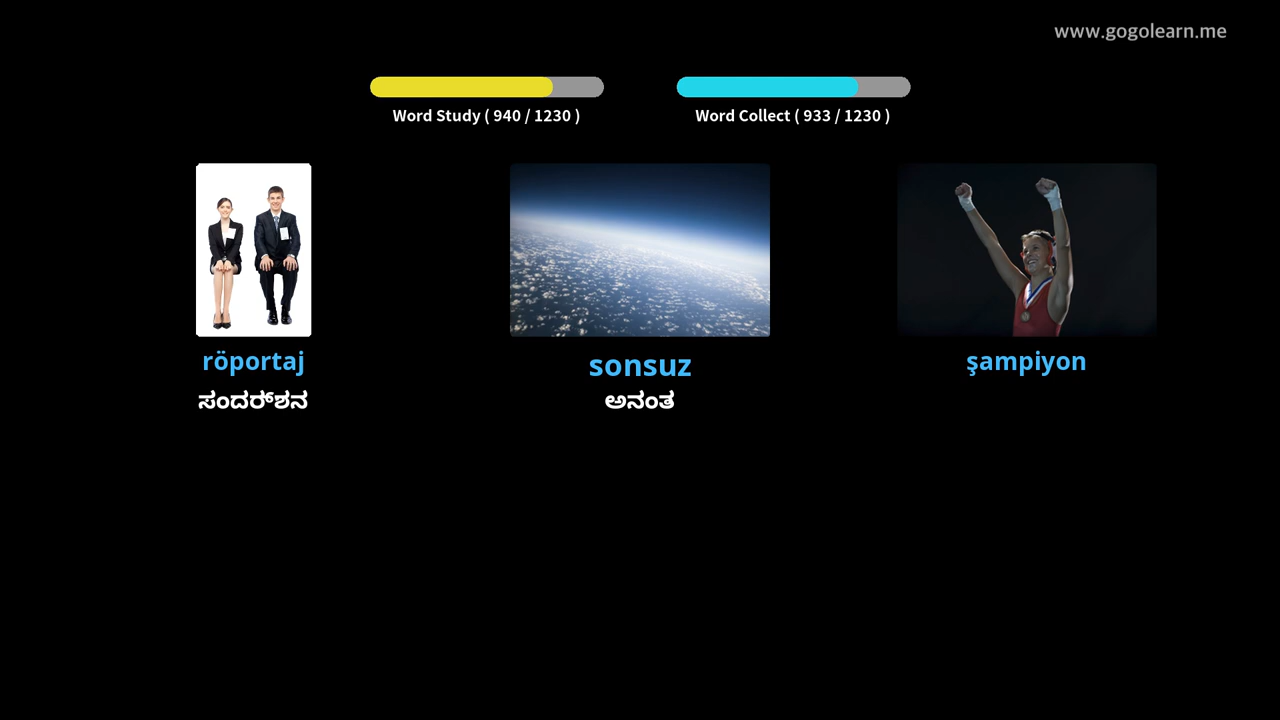 www.gogolearn.me
Word Study ( 940 / 1230 )
Word Collect ( 933 / 1230 )
röportaj
ಸಂದರ್ಶನ
sonsuz
ಅನಂತ
şampiyon